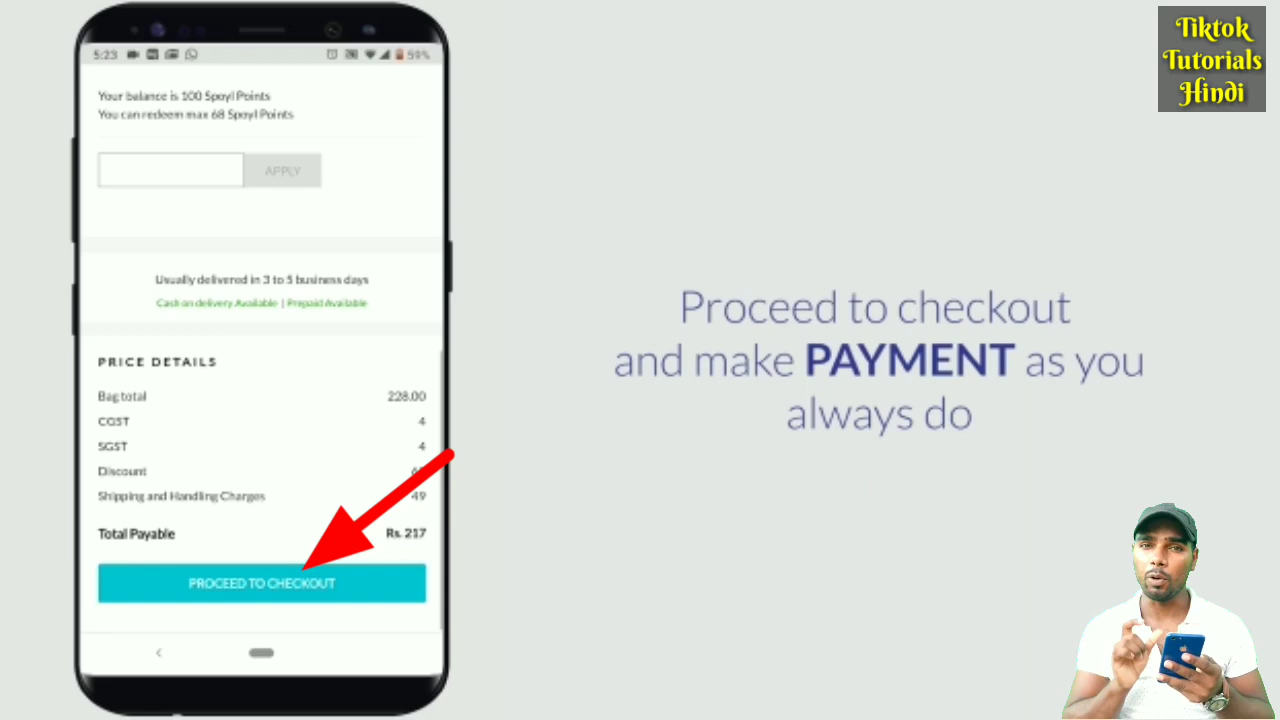 Tiktok
Tutorials
Hindi
5:23
59%
Your balance is 100 Spoyl Points
You can redeem max 68 Spoyl Points
APPLY
Usually delivered in 3 to 5 business days
Cash on delivery Available | Prepaid Available
PRICE DETAILS
Bag total 228.00
CGST 4
SGST 4
Discount
Shipping and Handling Charges 49
Total Payable Rs. 217
PROCEED TO CHECKOUT
Proceed to checkout
and make PAYMENT as you
always do